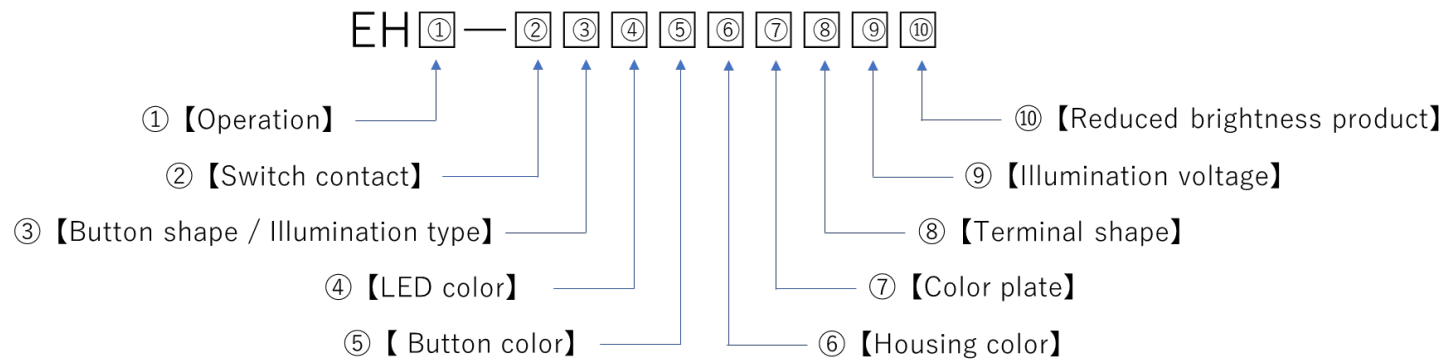 EH①—②③④⑤⑥⑦⑧⑨⑩
①【Operation】
⑩【Reduced brightness product】
②【Switch contact】
⑨【Illumination voltage】
③【Button shape / Illumination type】
⑧【Terminal shape】
④【LED color】
⑦【Color plate】
⑤【 Button color】
⑥【Housing color】